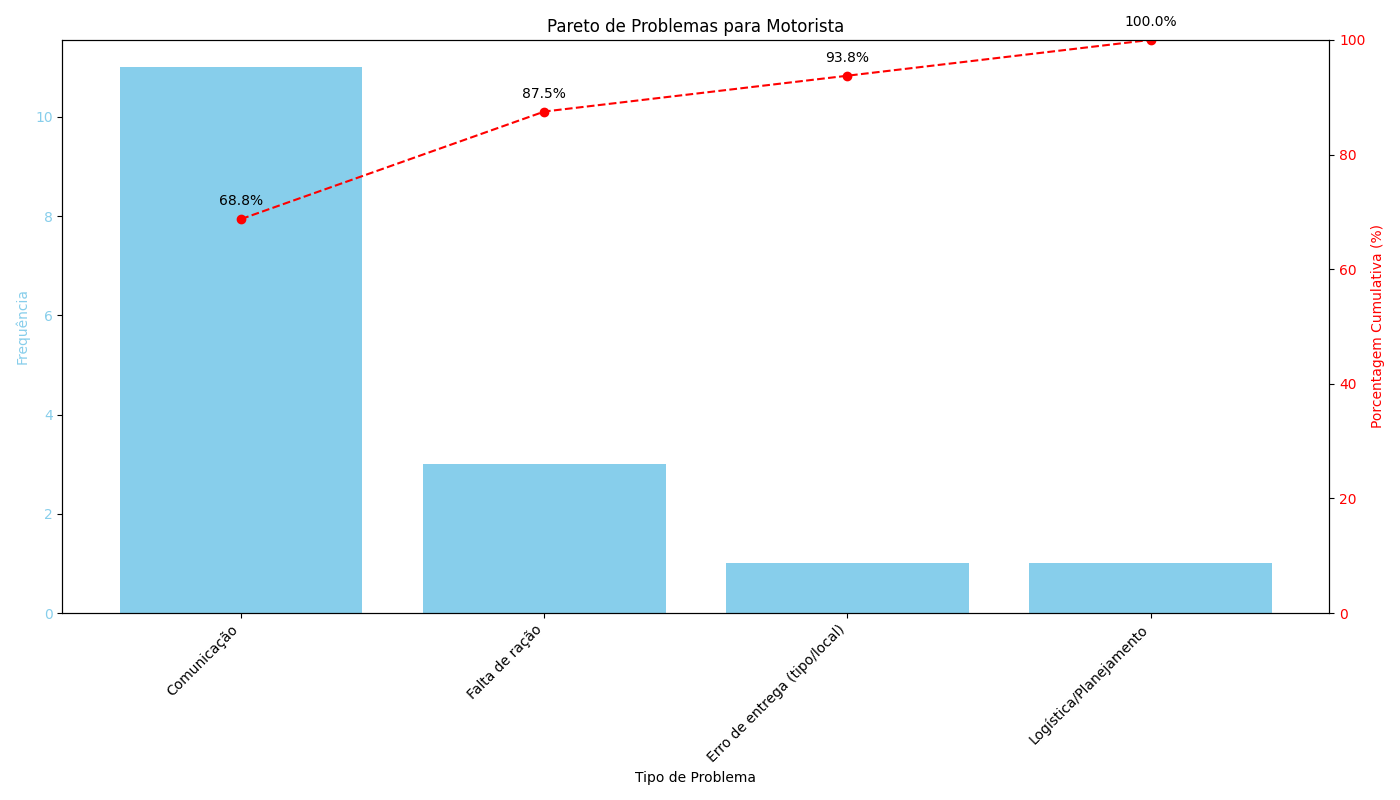 Pareto de Problemas para Motorista
100.0%
93.8%
87.5%
68.8%
Frequência
10
8
6
4
2
0
100
80
60
40
20
0
Porcentagem Cumulativa (%)
Comunicação
Falta de ração
Erro de entrega (tipo/local)
Logística/Planejamento
Tipo de Problema